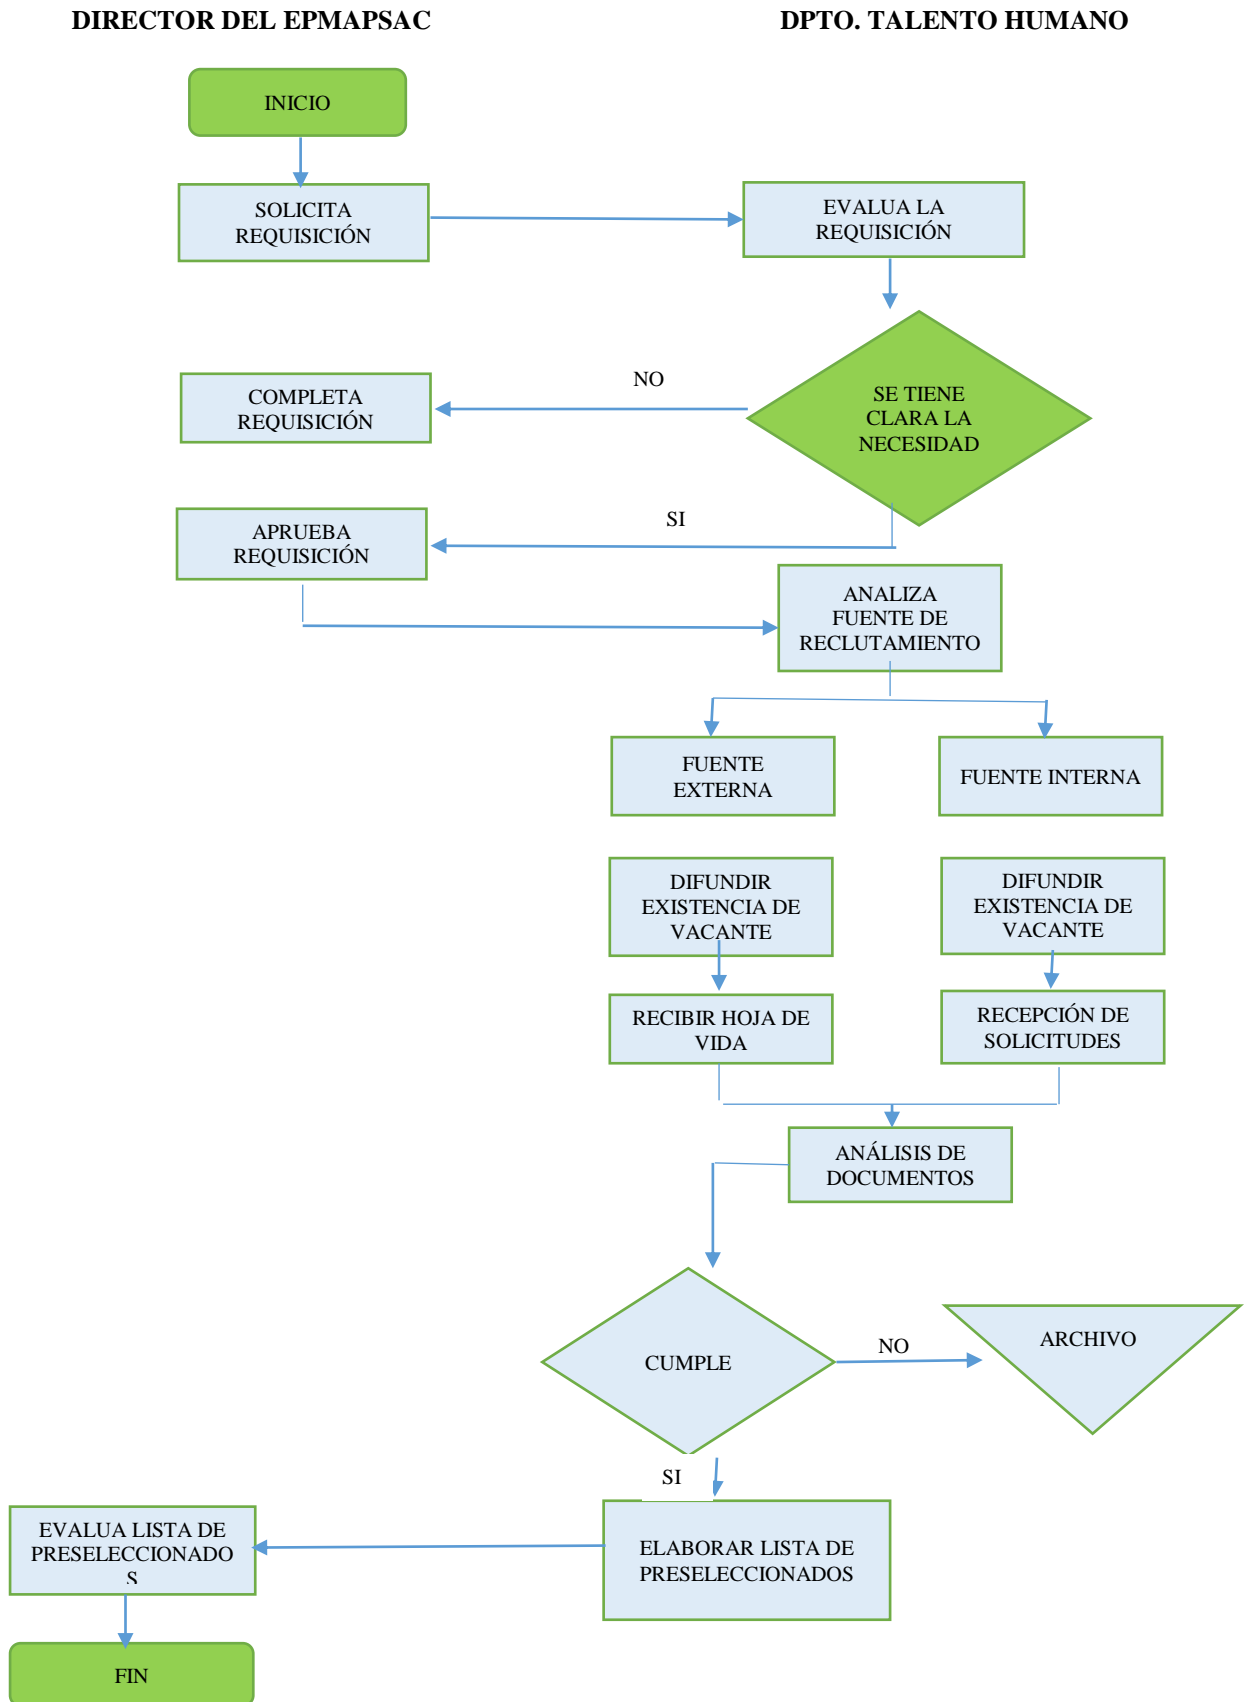 DIRECTOR DEL EPMAPSAC
DPTO. TALENTO HUMANO
INICIO
SOLICITA
REQUISICIÓN
EVALUA LA
REQUISICIÓN
SE TIENE
CLARA LA
NECESIDAD
NO
COMPLETA
REQUISICIÓN
SI
APRUEBA
REQUISICIÓN
ANALIZA
FUENTE DE
RECLUTAMIENTO
FUENTE
EXTERNA
FUENTE INTERNA
DIFUNDIR
EXISTENCIA DE
VACANTE
DIFUNDIR
EXISTENCIA DE
VACANTE
RECIBIR HOJA DE
VIDA
RECEPCIÓN DE
SOLICITUDES
ANÁLISIS DE
DOCUMENTOS
CUMPLE
NO
ARCHIVO
SI
ELABORAR LISTA DE
PRESELECCIONADOS
EVALUA LISTA DE
PRESELECCIONADO
S
FIN